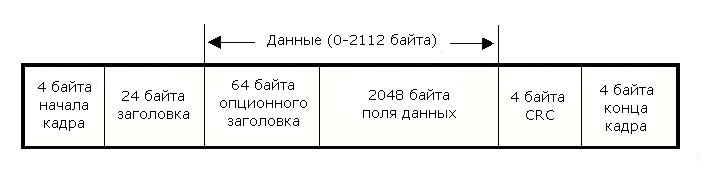 Данные (0-2112 байта)
4 байта
начала
кадра
24 байта
заголовка
64 байта
опционного
заголовка
2048 байта
поля данных
4 байта
CRC
4 байта
конца
кадра